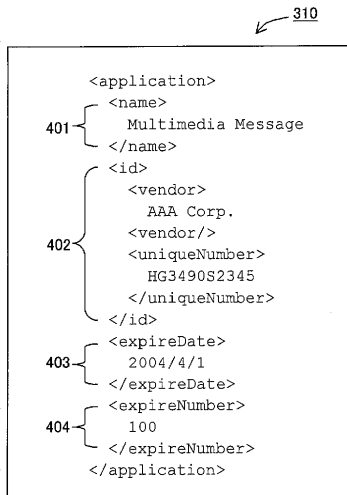 310
<application>
<name>
401 Multimedia Message
</name>
<id>
<vendor>
AAA Corp.
402 <vendor/>
<uniqueNumber>
HG3490S2345
</uniqueNumber>
</id>
<expireDate>
403 2004/4/1
</expireDate>
<expireNumber>
404 100
</expireNumber>
</application>